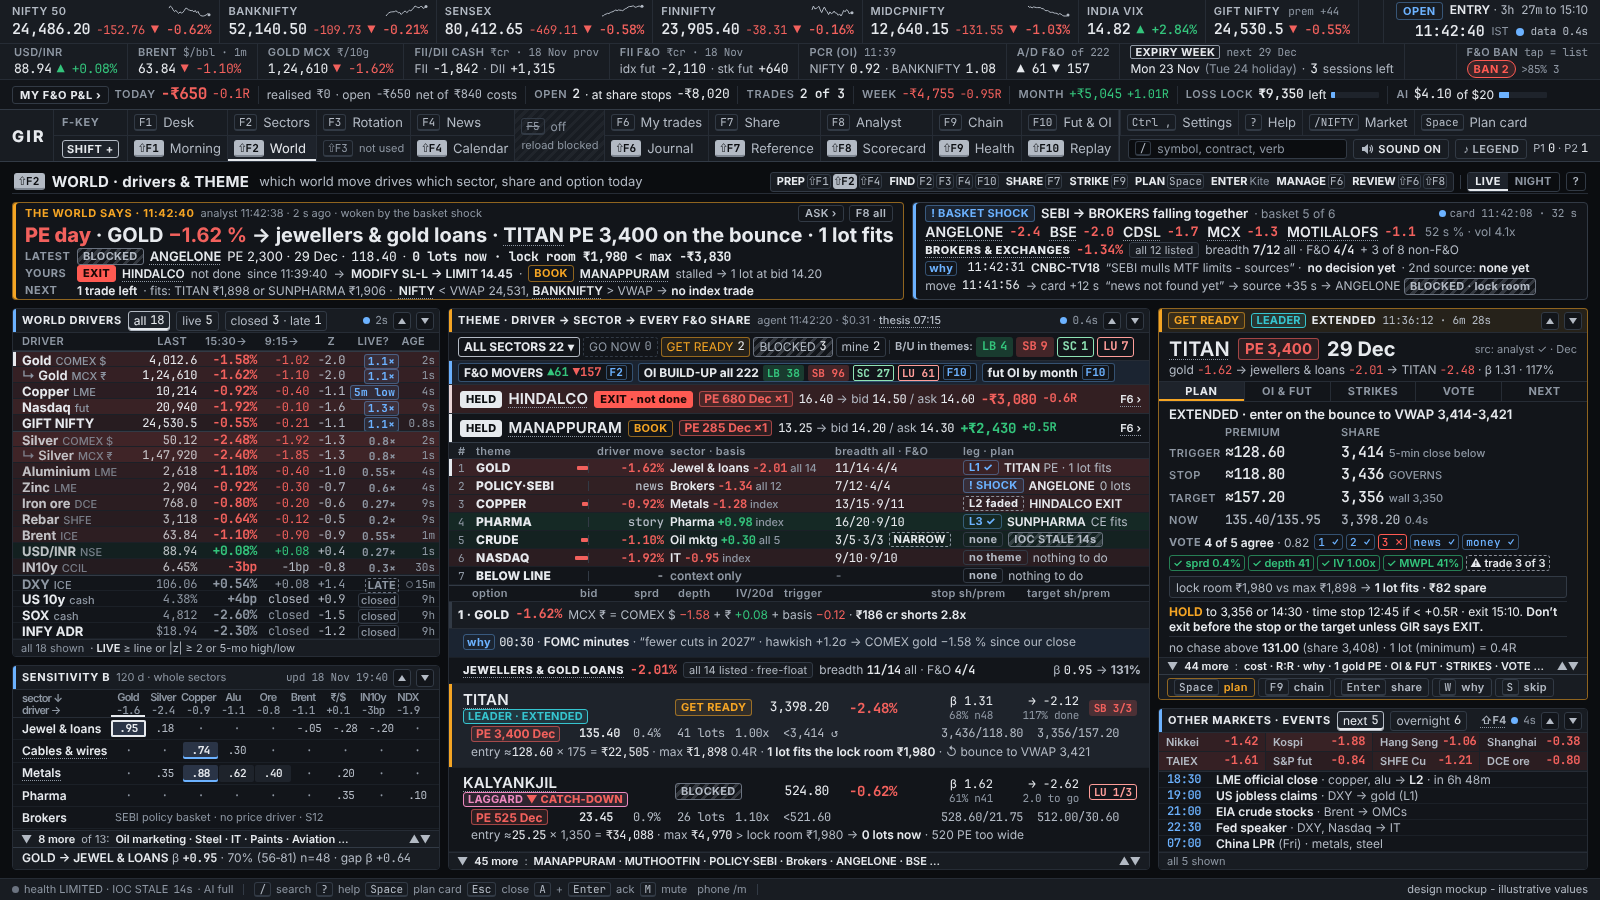 NIFTY 50 BANKNIFTY SENSEX FINNIFTY MIDCPNIFTY INDIA VIX GIFT NIFTY prem +44 OPEN ENTRY · 3h 27m to 15:10
24,486.20 -152.76 ▼ -0.62% 52,140.50 -109.73 ▼ -0.21% 80,412.65 -469.11 ▼ -0.58% 23,905.40 -38.31 ▼ -0.16% 12,640.15 -131.55 ▼ -1.03% 14.82 ▲ +2.84% 24,530.5 ▼ -0.55% 11:42:40 IST ● data 0.4s
USD/INR BRENT $/bbl · 1m GOLD MCX ₹/10g FII/DII CASH ₹cr · 18 Nov prov FII F&O ₹cr · 18 Nov PCR (OI) 11:39 A/D F&O of 222 EXPIRY WEEK next 29 Dec F&O BAN tap = list
88.94 ▲ +0.08% 63.84 ▼ -1.10% 1,24,610 ▼ -1.62% FII -1,842 · DII +1,315 idx fut -2,110 · stk fut +640 NIFTY 0.92 · BANKNIFTY 1.08 ▲ 61 ▼ 157 Mon 23 Nov (Tue 24 holiday) · 3 sessions left BAN 2 >85% 3
MY F&O P&L › TODAY -₹650 -0.1R realised ₹0 · open -₹650 net of ₹840 costs OPEN 2 · at share stops -₹8,020 TRADES 2 of 3 WEEK -₹4,755 -0.95R MONTH +₹5,045 +1.01R LOSS LOCK ₹9,350 left AI $4.10 of $20
GIR F-KEY F1 Desk F2 Sectors F3 Rotation F4 News F5 off F6 My trades F7 Share F8 Analyst F9 Chain F10 Fut & OI Ctrl , Settings ? Help /NIFTY Market Space Plan card
SHIFT + ⇧F1 Morning ⇧F2 World ⇧F3 not used ⇧F4 Calendar reload blocked ⇧F6 Journal ⇧F7 Reference ⇧F8 Scorecard ⇧F9 Health ⇧F10 Replay / symbol, contract, verb SOUND ON ♪ LEGEND P1 0 · P2 1
⇧F2 WORLD · drivers & THEME which world move drives which sector, share and option today PREP ⇧F1 ⇧F2 ⇧F4 FIND F2 F3 F4 F10 SHARE F7 STRIKE F9 PLAN Space ENTER Kite MANAGE F6 REVIEW ⇧F6 ⇧F8 LIVE NIGHT ?
THE WORLD SAYS · 11:42:40 analyst 11:42:38 · 2 s ago · woken by the basket shock ASK › F8 all
PE day · GOLD −1.62 % → jewellers & gold loans · TITAN PE 3,400 on the bounce · 1 lot fits
LATEST BLOCKED ANGELONE PE 2,300 · 29 Dec · 118.40 · 0 lots now · lock room ₹1,980 < max -₹3,830
YOURS EXIT HINDALCO not done since 11:39:40 → MODIFY SL-L → LIMIT 14.45 · BOOK MANAPPURAM stalled → 1 lot at bid 14.20
NEXT 1 trade left · fits: TITAN ₹1,898 or SUNPHARMA ₹1,906 · NIFTY < VWAP 24,531, BANKNIFTY > VWAP → no index trade
! BASKET SHOCK SEBI → BROKERS falling together · basket 5 of 6 ● card 11:42:08 · 32 s
ANGELONE -2.4 BSE -2.0 CDSL -1.7 MCX -1.3 MOTILALOFS -1.1 52 s % · vol 4.1x
BROKERS & EXCHANGES -1.34% all 12 listed breadth 7/12 all · F&O 4/4 + 3 of 8 non-F&O
why 11:42:31 CNBC-TV18 “SEBI mulls MTF limits - sources” · no decision yet · 2nd source: none yet
move 11:41:56 → card +12 s “news not found yet” → source +35 s → ANGELONE BLOCKED · lock room
WORLD DRIVERS all 18 live 5 closed 3 · late 1 ● 2s ▲ ▼
DRIVER LAST 15:30→ 9:15→ Z LIVE? AGE
Gold COMEX $ 4,012.6 -1.58% -1.02 -2.0 1.1× 2s
↳ Gold MCX ₹ 1,24,610 -1.62% -1.10 -2.0 1.1× 1s
Copper LME 10,214 -0.92% -0.40 -1.1 5m low 4s
Nasdaq fut 20,940 -1.92% -0.10 -1.6 1.3× 9s
GIFT NIFTY 24,530.5 -0.55% -0.21 -1.1 1.1× 0.8s
Silver COMEX $ 50.12 -2.48% -1.92 -1.3 0.8× 2s
↳ Silver MCX ₹ 1,47,920 -2.40% -1.85 -1.3 0.8× 2s
Aluminium LME 2,618 -1.10% -0.40 -1.0 0.55× 4s
Zinc LME 2,904 -0.92% -0.30 -0.7 0.6× 4s
Iron ore DCE 768.0 -0.80% -0.20 -0.6 0.27× 9s
Rebar SHFE 3,118 -0.64% -0.12 -0.5 0.2× 9s
Brent ICE 63.84 -1.10% -0.90 -0.9 0.55× 1m
USD/INR NSE 88.94 +0.08% +0.08 +0.4 0.27× 1s
IN10y CCIL 6.45% -3bp -1bp -0.8 0.3× 30s
DXY ICE 106.06 +0.54% +0.08 +1.4 LATE ○ 15m
US 10y cash 4.38% +4bp closed +0.9 closed 9h
SOX cash 4,812 -2.60% closed -1.5 closed 9h
INFY ADR $18.94 -2.30% closed -1.2 closed 9h
all 18 shown · LIVE ≥ line or |z| ≥ 2 or 5-mo high/low
SENSITIVITY B 120 d · whole sectors upd 18 Nov 19:40 ▲ ▼
sector ↓ Gold Silver Copper Alu Ore Brent ₹/$ IN10y NDX
driver → -1.6 -2.4 -0.9 -1.1 -0.8 -1.1 +0.1 -3bp -1.9
Jewel & loans .95 .18 · · · -.05 -.28 -.20 ·
Cables & wires · · .74 .30 · · · · ·
Metals · .35 .88 .62 .40 · .20 · ·
Pharma · · · · · · .35 · .10
Brokers SEBI policy basket · no price driver · S12
▼ 8 more of 13: Oil marketing · Steel · IT · Paints · Aviation ... ▲▼
GOLD → JEWEL & LOANS β +0.95 · 70% (56-81) n=48 · gap β +0.64
THEME · DRIVER → SECTOR → EVERY F&O SHARE agent 11:42:20 · $0.31 · thesis 07:15 ● 0.4s ▲ ▼
ALL SECTORS 22 ▾ GO NOW 0 GET READY 2 BLOCKED 3 mine 2 B/U in themes: LB 4 SB 9 SC 1 LU 7
F&O MOVERS ▲61 ▼157 F2 OI BUILD-UP all 222 LB 38 SB 96 SC 27 LU 61 F10 fut OI by month F10
HELD HINDALCO EXIT · not done PE 680 Dec ×1 16.40 → bid 14.50 / ask 14.60 -₹3,080 -0.6R F6 ›
HELD MANAPPURAM BOOK PE 285 Dec ×1 13.25 → bid 14.20 / ask 14.30 +₹2,430 +0.5R F6 ›
# theme driver move sector · basis breadth all · F&O leg · plan
1 GOLD -1.62% Jewel & loans -2.01 all 14 11/14 · 4/4 L1 ✓ TITAN PE · 1 lot fits
2 POLICY·SEBI news Brokers -1.34 all 12 7/12 · 4/4 ! SHOCK ANGELONE 0 lots
3 COPPER -0.92% Metals -1.28 index 13/15 · 9/11 L2 faded HINDALCO EXIT
4 PHARMA story Pharma +0.98 index 16/20 · 9/10 L3 ✓ SUNPHARMA CE fits
5 CRUDE -1.10% Oil mktg +0.30 all 5 3/5 · 3/3 NARROW none IOC STALE 14s
6 NASDAQ -1.92% IT -0.95 index 9/10 · 9/10 no theme nothing to do
7 BELOW LINE - context only - none nothing to do
option bid sprd depth IV/20d trigger stop sh/prem target sh/prem
1 · GOLD -1.62% MCX ₹ = COMEX $ −1.58 + ₹ +0.08 + basis −0.12 · ₹186 cr shorts 2.8x
why 00:30 · FOMC minutes · “fewer cuts in 2027” · hawkish +1.2σ → COMEX gold −1.58 % since our close
JEWELLERS & GOLD LOANS -2.01% all 14 listed · free-float breadth 11/14 all · F&O 4/4 β 0.95 → 131%
TITAN GET READY 3,398.20 -2.48% β 1.31 → -2.12 SB 3/3
LEADER · EXTENDED 68% n48 117% done
PE 3,400 Dec 135.40 0.4% 41 lots 1.00x <3,414 ↺ 3,436/118.80 3,356/157.20
entry ≈128.60 × 175 = ₹22,505 · max ₹1,898 0.4R · 1 lot fits the lock room ₹1,980 · ↺ bounce to VWAP 3,421
KALYANKJIL BLOCKED 524.80 -0.62% β 1.62 → -2.62 LU 1/3
LAGGARD ▼ CATCH-DOWN 61% n41 2.0 to go
PE 525 Dec 23.45 0.9% 26 lots 1.10x <521.60 528.60/21.75 512.00/30.60
entry ≈25.25 × 1,350 = ₹34,088 · max ₹4,970 > lock room ₹1,980 → 0 lots now · 520 PE too wide
▼ 45 more : MANAPPURAM · MUTHOOTFIN · POLICY·SEBI · Brokers · ANGELONE · BSE ... ▲▼
GET READY LEADER EXTENDED 11:36:12 · 6m 28s ▲ ▼
TITAN PE 3,400 29 Dec src: analyst ✓ · Dec
gold -1.62 → jewellers & gold loans -2.01 → TITAN -2.48 · β 1.31 · 117%
PLAN OI & FUT STRIKES VOTE NEXT
EXTENDED · enter on the bounce to VWAP 3,414-3,421
PREMIUM SHARE
TRIGGER ≈128.60 3,414 5-min close below
STOP ≈118.80 3,436 GOVERNS
TARGET ≈157.20 3,356 wall 3,350
NOW 135.40/135.95 3,398.20 0.4s
VOTE 4 of 5 agree · 0.82 1 ✓ 2 ✓ 3 × news ✓ money ✓
✓ sprd 0.4% ✓ depth 41 ✓ IV 1.00x ✓ MWPL 41% ▲ trade 3 of 3
lock room ₹1,980 vs max ₹1,898 → 1 lot fits · ₹82 spare
HOLD to 3,356 or 14:30 · time stop 12:45 if < +0.5R · exit 15:10. Don’t
exit before the stop or the target unless GIR says EXIT.
no chase above 131.00 (share 3,408) · 1 lot (minimum) = 0.4R
▼ 44 more : cost · R:R · why · 1 gold PE · OI & FUT · STRIKES · VOTE ... ▲▼
Space plan F9 chain Enter share W why S skip
OTHER MARKETS · EVENTS next 5 overnight 6 ⇧F4 ● 4s ▲ ▼
Nikkei -1.42 Kospi -1.88 Hang Seng -1.06 Shanghai -0.38
TAIEX -1.61 S&P fut -0.84 SHFE Cu -1.21 DCE ore -0.80
18:30 LME official close · copper, alu → L2 · in 6h 48m
19:00 US jobless claims · DXY → gold (L1)
21:00 EIA crude stocks · Brent → OMCs
22:30 Fed speaker · DXY, Nasdaq → IT
07:00 China LPR (Fri) · metals, steel
all 5 shown
● health LIMITED · IOC STALE 14s · AI full / search ? help Space plan card Esc close A + Enter ack M mute phone /m design mockup - illustrative values